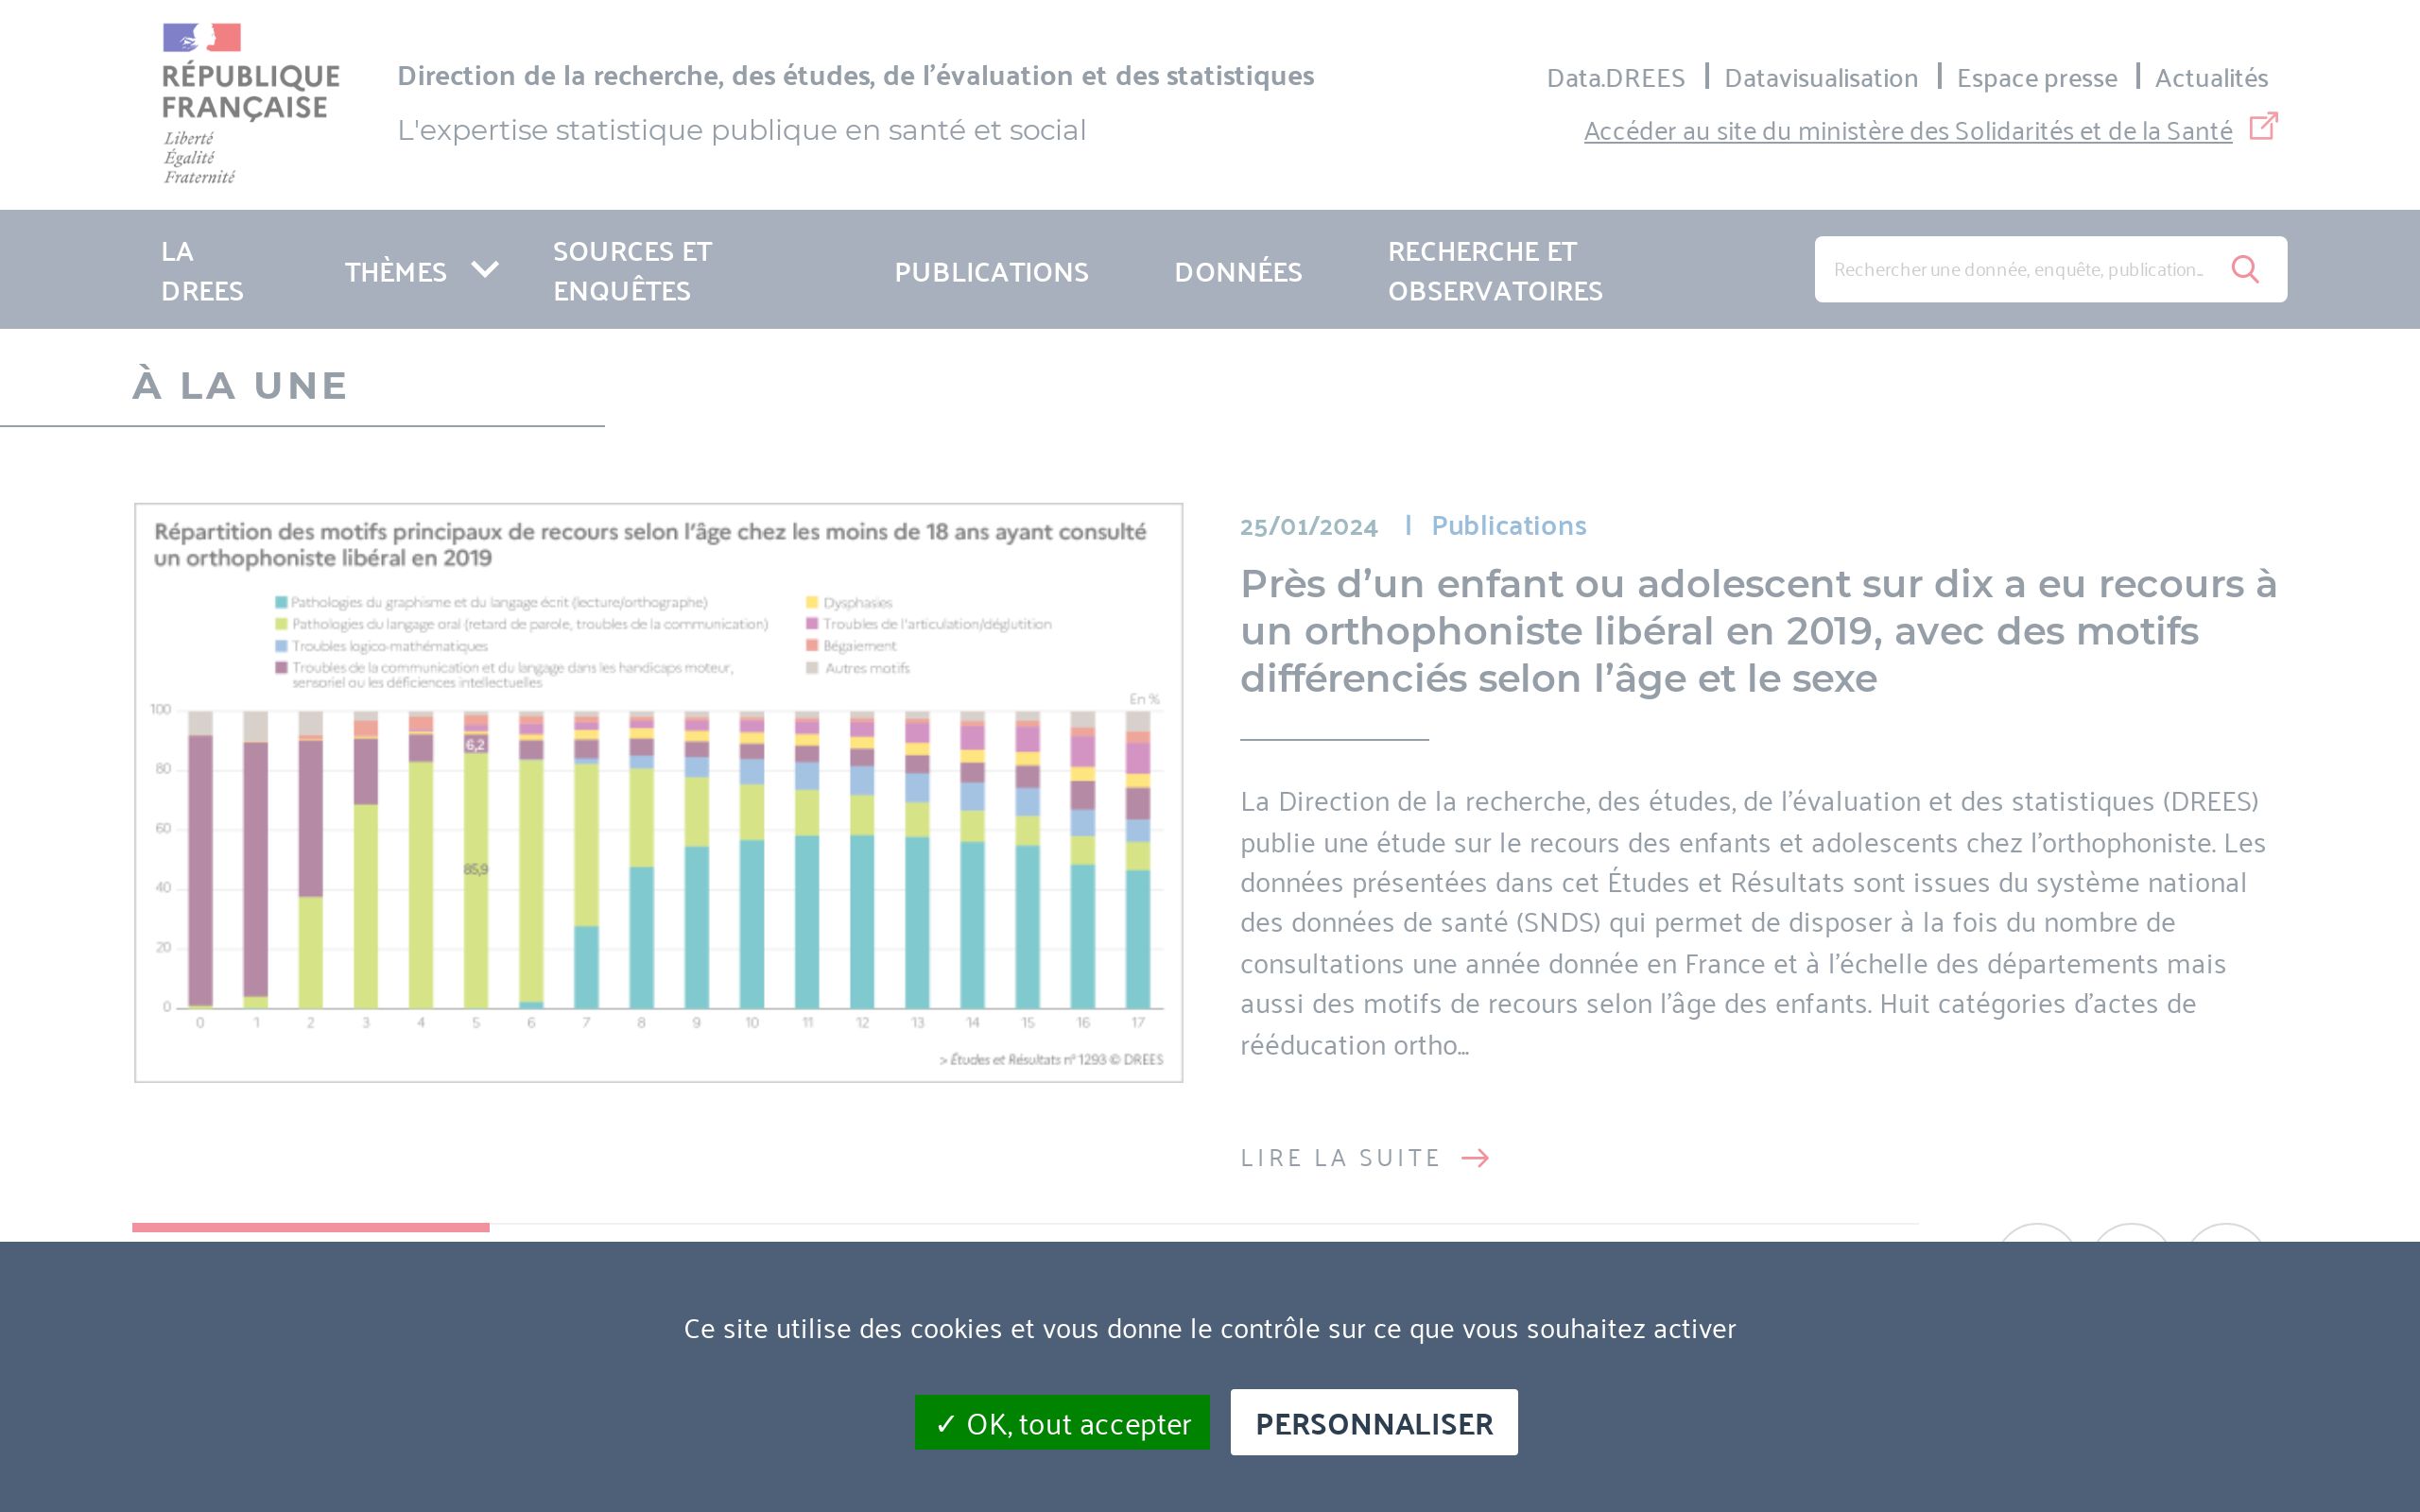 RÉPUBLIQUE
FRANÇAISE
Liberté
Égalité
Fraternité
Direction de la recherche, des études, de l'évaluation et des statistiques
L'expertise statistique publique en santé et social
Data.DREES | Datavisualisation | Espace presse | Actualités
Accéder au site du ministère des Solidarités et de la Santé
LA
DREES
THÈMES
SOURCES ET
ENQUÊTES
PUBLICATIONS
DONNÉES
RECHERCHE ET
OBSERVATOIRES
Rechercher une donnée, enquête, publication...
À LA UNE
Répartition des motifs principaux de recours selon l'âge chez les moins de 18 ans ayant consulté
un orthophoniste libéral en 2019
Pathologies du graphisme et du langage écrit (lecture/orthographe)
Pathologies du langage oral (retard de parole, troubles de la communication)
Troubles logico-mathématiques
Troubles de la communication et du langage dans les handicaps moteur,
sensoriel ou les déficiences intellectuelles
Dysphasies
Troubles de l'articulation/déglutition
Bégaiement
Autres motifs
En %
100
80
60
40
20
0
6,2
85,9
0 1 2 3 4 5 6 7 8 9 10 11 12 13 14 15 16 17
> Études et Résultats n° 1293 © DREES
25/01/2024 | Publications
Près d'un enfant ou adolescent sur dix a eu recours à
un orthophoniste libéral en 2019, avec des motifs
différenciés selon l'âge et le sexe
La Direction de la recherche, des études, de l'évaluation et des statistiques (DREES)
publie une étude sur le recours des enfants et adolescents chez l'orthophoniste. Les
données présentées dans cet Études et Résultats sont issues du système national
des données de santé (SNDS) qui permet de disposer à la fois du nombre de
consultations une année donnée en France et à l'échelle des départements mais
aussi des motifs de recours selon l'âge des enfants. Huit catégories d'actes de
rééducation ortho...
LIRE LA SUITE
Ce site utilise des cookies et vous donne le contrôle sur ce que vous souhaitez activer
✓ OK, tout accepter
PERSONNALISER